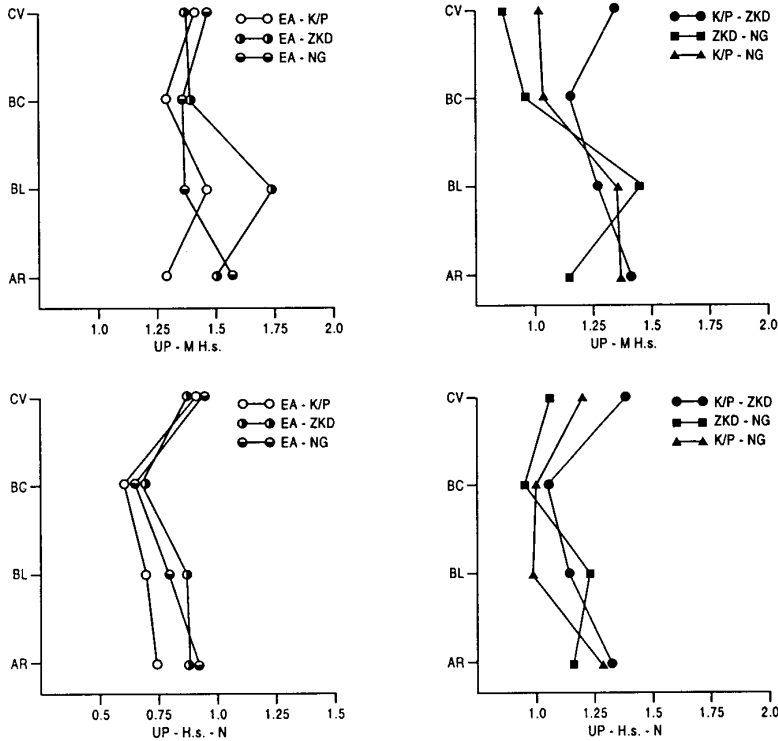 CV
BC
BL
AR
EA - K/P
EA - ZKD
EA - NG
1.0 1.25 1.5 1.75 2.0
UP - M H.s.
K/P - ZKD
ZKD - NG
K/P - NG
1.0 1.25 1.5 1.75 2.0
UP - M H.s.
CV
BC
BL
AR
EA - K/P
EA - ZKD
EA - NG
0.5 0.75 1.0 1.25 1.5
UP - H.s. - N
CV
BC
BL
AR
K/P - ZKD
ZKD - NG
K/P - NG
1.0 1.25 1.5 1.75 2.0
UP - H.s. - N
CV
BC
BL
AR